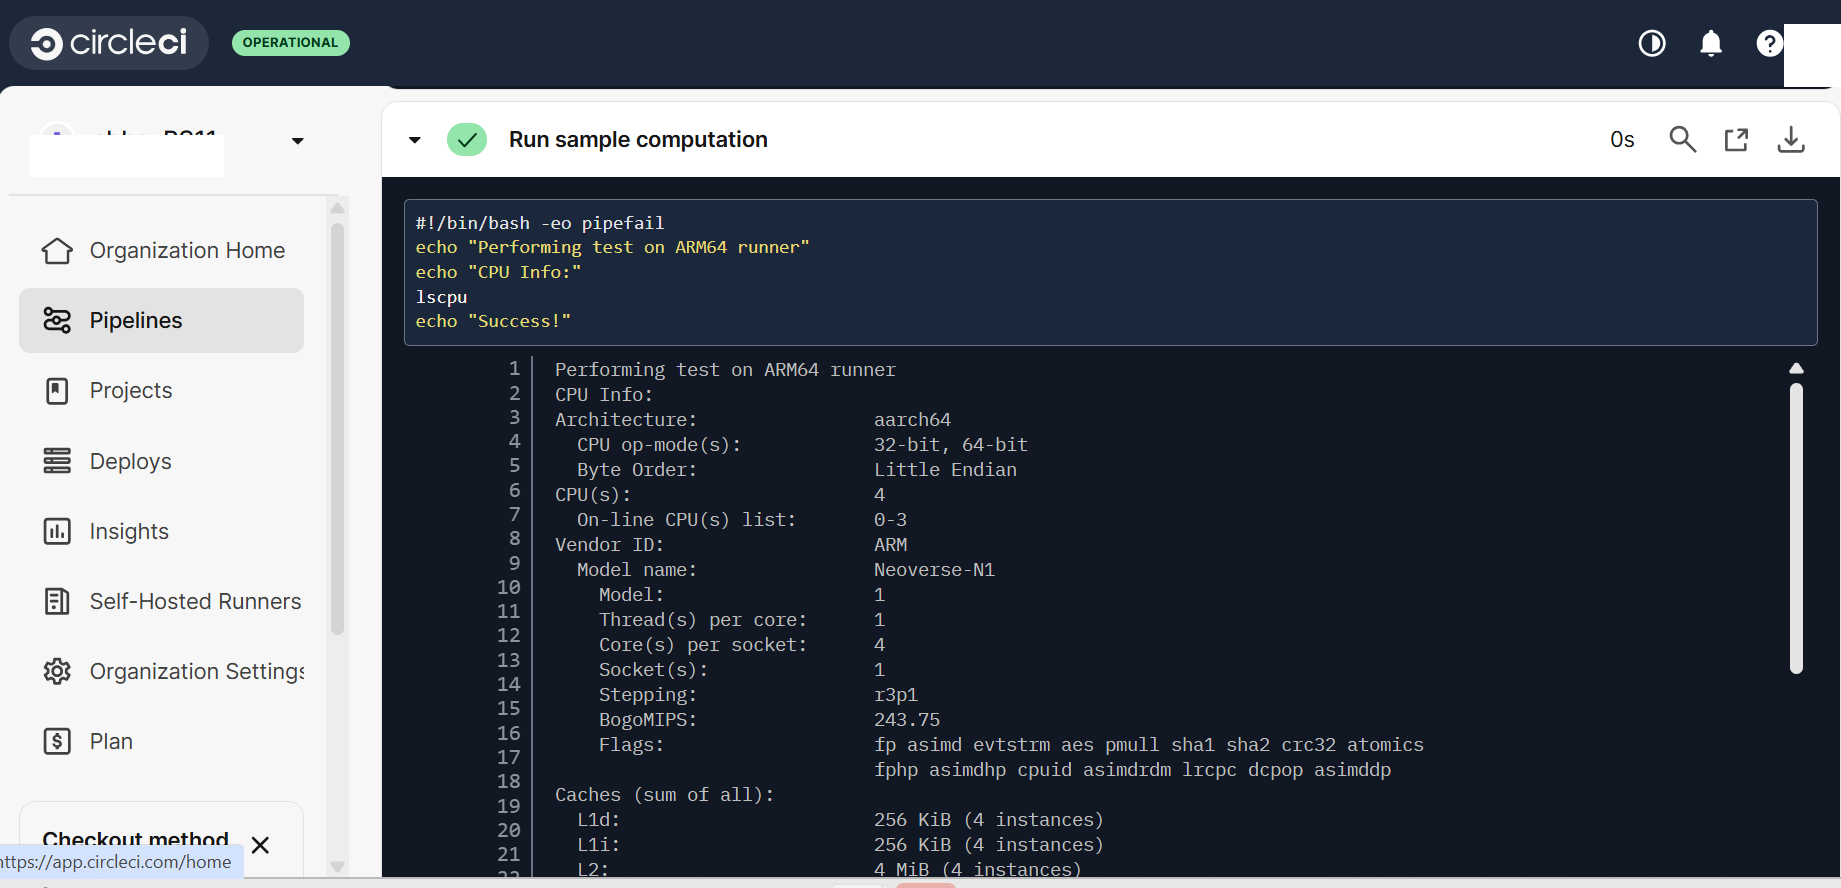 circleci
OPERATIONAL
Organization Home
Pipelines
Projects
Deploys
Insights
Self-Hosted Runners
Organization Settings
Plan
Checkout method
https://app.circleci.com/home
Run sample computation
0s
#!/bin/bash -eo pipefail
echo "Performing test on ARM64 runner"
echo "CPU Info:"
lscpu
echo "Success!"
1 Performing test on ARM64 runner
2 CPU Info:
3 Architecture: aarch64
4 CPU op-mode(s): 32-bit, 64-bit
5 Byte Order: Little Endian
6 CPU(s): 4
7 On-line CPU(s) list: 0-3
8 Vendor ID: ARM
9 Model name: Neoverse-N1
10 Model: 1
11 Thread(s) per core: 1
12 Core(s) per socket: 4
13 Socket(s): 1
14 Stepping: r3p1
15 BogoMIPS: 243.75
16 Flags: fp asimd evtstrm aes pmull sha1 sha2 crc32 atomics
17 fphp asimdhp cpuid asimdrdm lrcpc dcpop asimddp
18 Caches (sum of all):
19 L1d: 256 KiB (4 instances)
20 L1i: 256 KiB (4 instances)
21 L2: 4 MiB (4 instances)